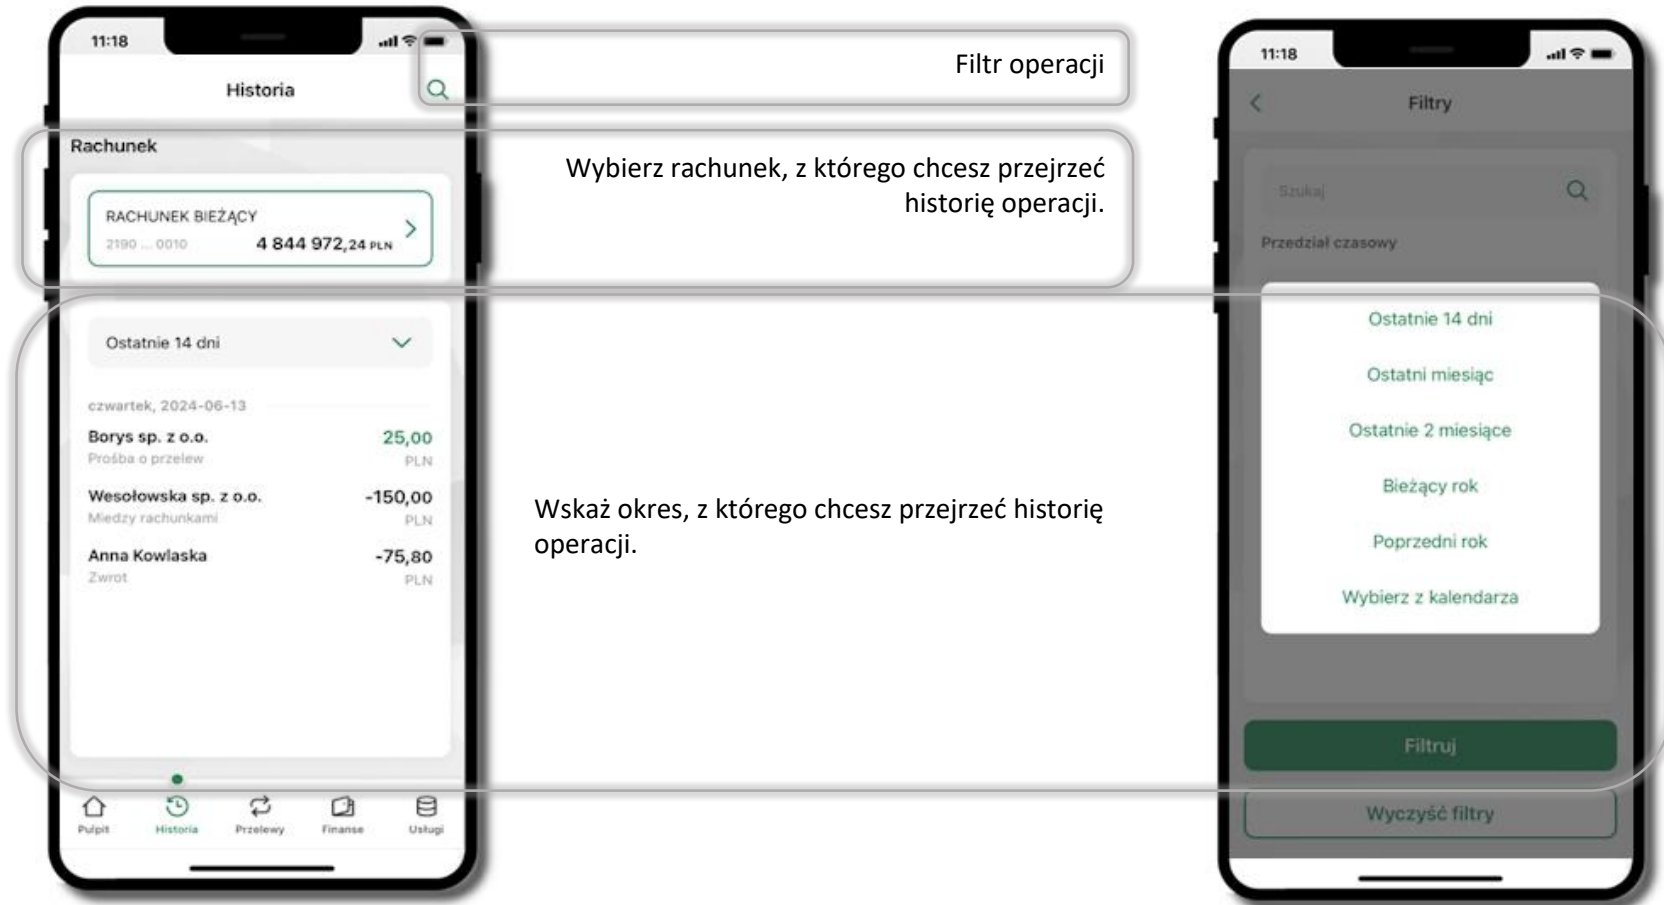 11:18
Historia
Rachunek
RACHUNEK BIEŻĄCY
2190 ... 0010 4 844 972,24 PLN
Ostatnie 14 dni
czwartek, 2024-06-13
Borys sp. z o.o. 25,00
Prośba o przelew PLN
Wesołowska sp. z o.o. -150,00
Miedzy rachunkami PLN
Anna Kowlaska -75,80
Zwrot PLN
Pulpit Historia Przelewy Finanse Usługi
Filtr operacji
Wybierz rachunek, z którego chcesz przejrzeć
historię operacji.
Wskaż okres, z którego chcesz przejrzeć historię
operacji.
11:18
Filtry
Szukaj
Przedział czasowy
Ostatnie 14 dni
Ostatni miesiąc
Ostatnie 2 miesiące
Bieżący rok
Poprzedni rok
Wybierz z kalendarza
Filtruj
Wyczyść filtry